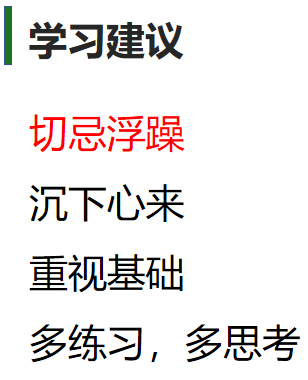 学习建议
切忌浮躁
沉下心来
重视基础
多练习，多思考